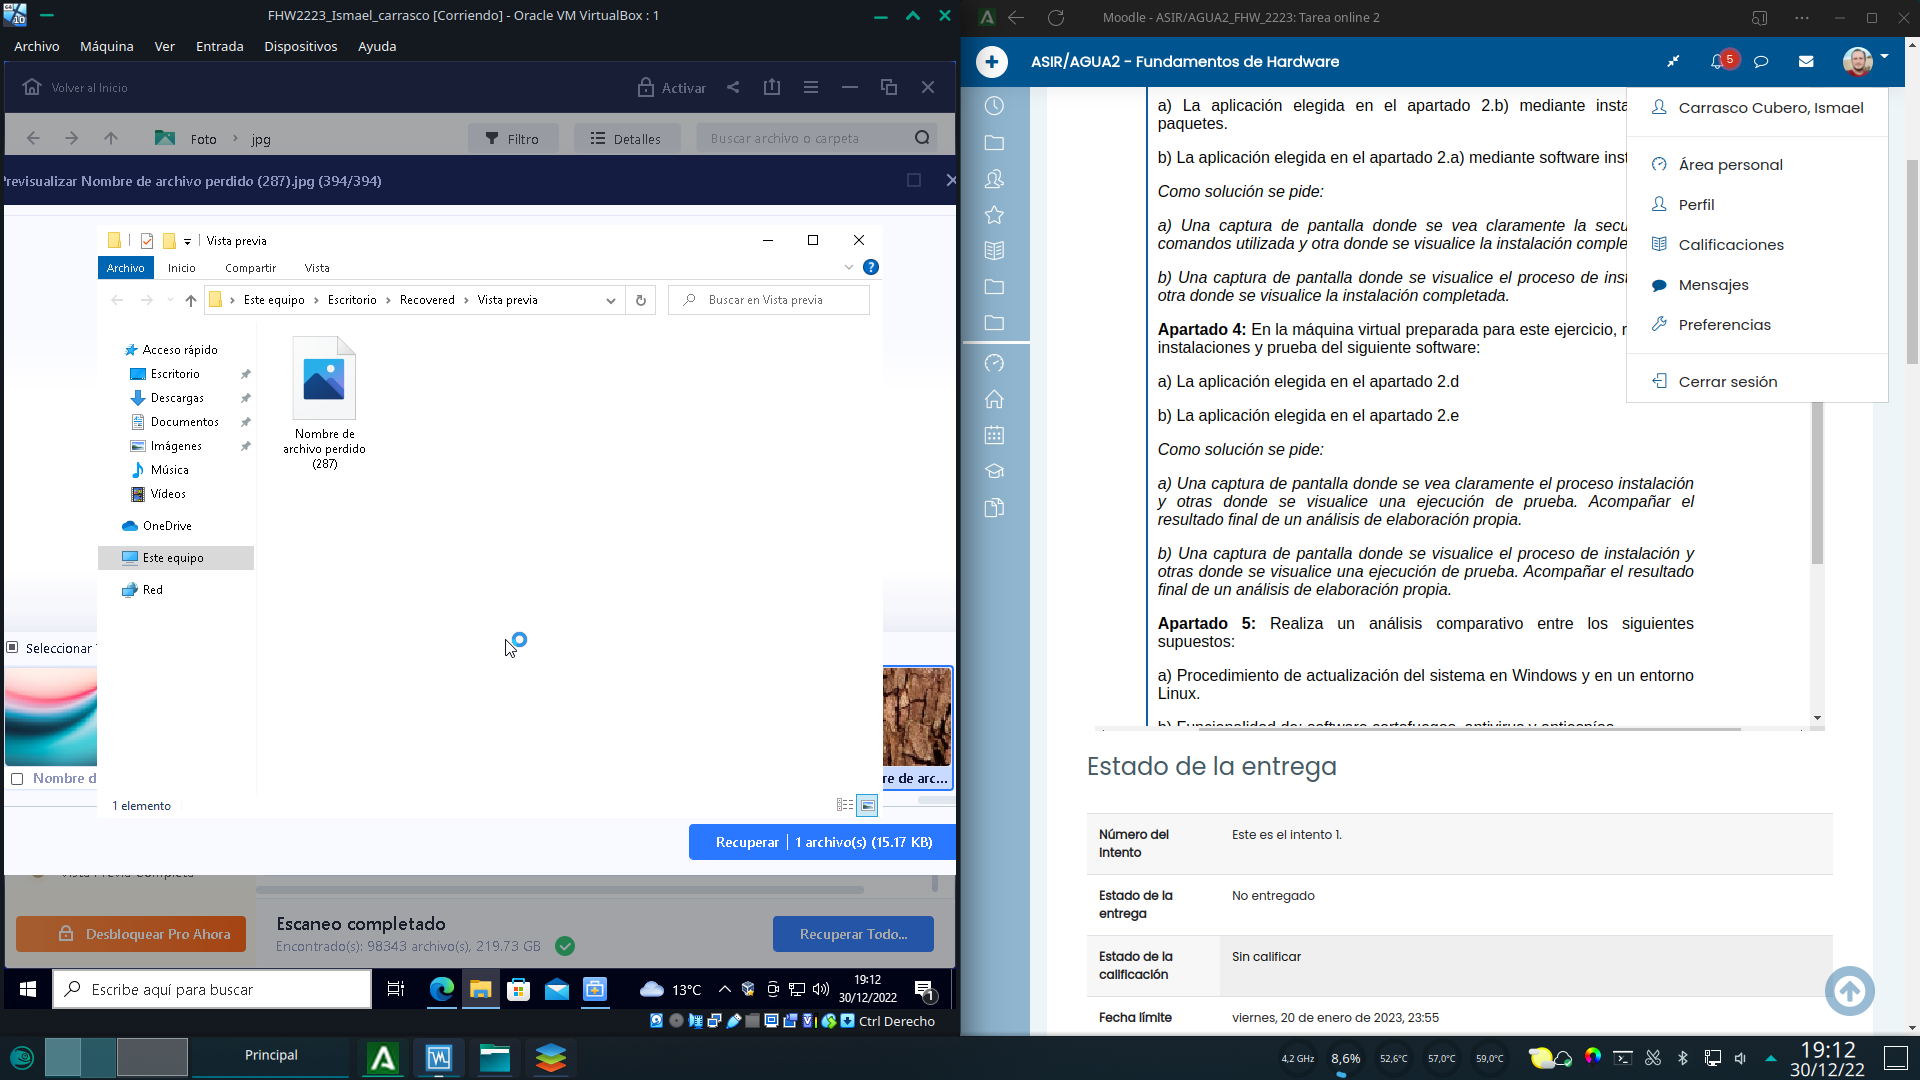 FHW2223_Ismael_carrasco [Corriendo] - Oracle VM VirtualBox : 1
Archivo Máquina Ver Entrada Dispositivos Ayuda
Volver al Inicio
Activar
Foto
jpg
Filtro
Detalles
Buscar archivo o carpeta
Previsualizar Nombre de archivo perdido (287).jpg (394/394)
Vista previa
Archivo Inicio Compartir Vista
Este equipo > Escritorio > Recovered > Vista previa
Buscar en Vista previa
Acceso rápido
Escritorio
Descargas
Documentos
Imágenes
Música
Vídeos
OneDrive
Este equipo
Red
Nombre de
archivo perdido
(287)
Seleccionar
Nombre d
re de arc...
1 elemento
Recuperar | 1 archivo(s) (15.17 KB)
Vista Previa Completa
Desbloquear Pro Ahora
Escaneo completado
Encontrado(s): 98343 archivo(s), 219.73 GB
Recuperar Todo...
Escribe aquí para buscar
13°C
19:12
30/12/2022
1
Ctrl Derecho
Moodle - ASIR/AGUA2_FHW_2223: Tarea online 2
ASIR/AGUA2 - Fundamentos de Hardware
5
a) La aplicación elegida en el apartado 2.b) mediante insta
paquetes.
b) La aplicación elegida en el apartado 2.a) mediante software inst
Como solución se pide:
a) Una captura de pantalla donde se vea claramente la secu
comandos utilizada y otra donde se visualice la instalación comple
b) Una captura de pantalla donde se visualice el proceso de inst
otra donde se visualice la instalación completada.
Apartado 4: En la máquina virtual preparada para este ejercicio, r
instalaciones y prueba del siguiente software:
a) La aplicación elegida en el apartado 2.d
b) La aplicación elegida en el apartado 2.e
Como solución se pide:
a) Una captura de pantalla donde se vea claramente el proceso instalación
y otras donde se visualice una ejecución de prueba. Acompañar el
resultado final de un análisis de elaboración propia.
b) Una captura de pantalla donde se visualice el proceso de instalación y
otras donde se visualize una ejecución de prueba. Acompañar el resultado
final de un análisis de elaboración propia.
Apartado 5: Realiza un análisis comparativo entre los siguientes
supuestos:
a) Procedimiento de actualización del sistema en Windows y en un entorno
Linux.
b) Funcionalidad de: software cortafuegos, antivirus y antiespías
Carrasco Cubero, Ismael
Área personal
Perfil
Calificaciones
Mensajes
Preferencias
Cerrar sesión
Estado de la entrega
Número del
intento
Este es el intento 1.
Estado de la
entrega
No entregado
Estado de la
calificación
Sin calificar
Fecha límite
viernes, 20 de enero de 2023, 23:55
Principal
4,2 GHz
8,6%
52,6°C
57,0°C
59,0°C
19:12
30/12/22